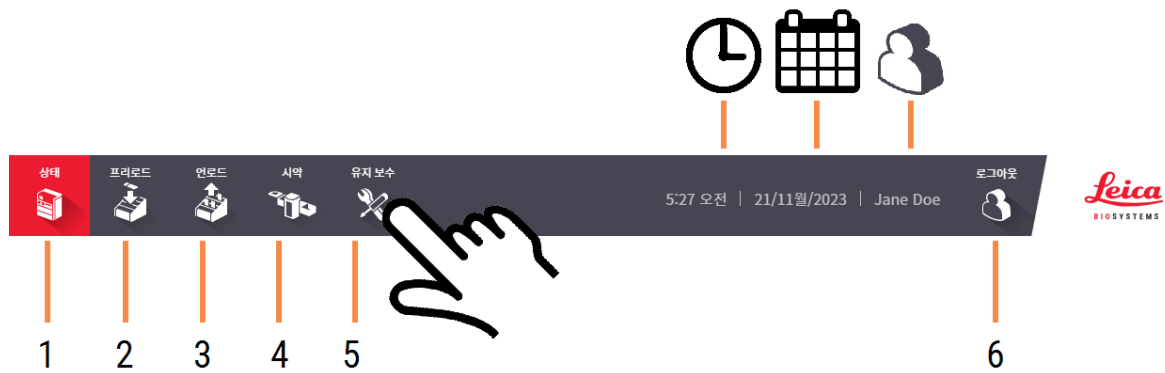 상태 프리로드 언로드 시약 유지 보수 로그아웃
5:27 오전 | 21/11월/2023 | Jane Doe
Leica
BIOSYSTEMS
1 2 3 4 5 6